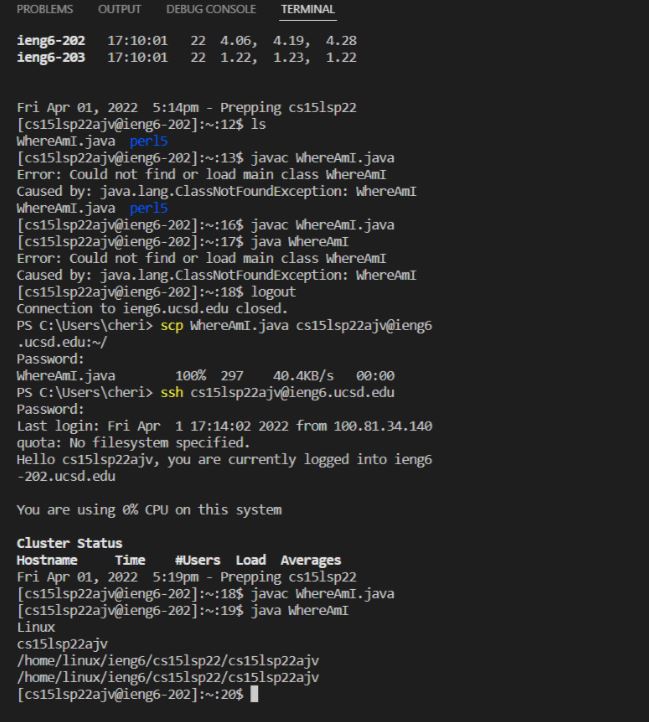 PROBLEMS OUTPUT DEBUG CONSOLE TERMINAL
ieng6-202 17:10:01 22 4.06, 4.19, 4.28
ieng6-203 17:10:01 22 1.22, 1.23, 1.22
Fri Apr 01, 2022 5:14pm - Prepping cs15lsp22
[cs15lsp22ajv@ieng6-202]:~:12$ ls
WhereAmI.java perl5
[cs15lsp22ajv@ieng6-202]:~:13$ javac WhereAmI.java
Error: Could not find or load main class WhereAmI
Caused by: java.lang.ClassNotFoundException: WhereAmI
WhereAmI.java perl5
[cs15lsp22ajv@ieng6-202]:~:16$ javac WhereAmI.java
[cs15lsp22ajv@ieng6-202]:~:17$ java WhereAmI
Error: Could not find or load main class WhereAmI
Caused by: java.lang.ClassNotFoundException: WhereAmI
[cs15lsp22ajv@ieng6-202]:~:18$ logout
Connection to ieng6.ucsd.edu closed.
PS C:\Users\cheri> scp WhereAmI.java cs15lsp22ajv@ieng6
.ucsd.edu:~/
Password:
WhereAmI.java 100% 297 40.4KB/s 00:00
PS C:\Users\cheri> ssh cs15lsp22ajv@ieng6.ucsd.edu
Password:
Last login: Fri Apr 1 17:14:02 2022 from 100.81.34.140
quota: No filesystem specified.
Hello cs15lsp22ajv, you are currently logged into ieng6
-202.ucsd.edu
You are using 0% CPU on this system
Cluster Status
Hostname Time #Users Load Averages
Fri Apr 01, 2022 5:19pm - Prepping cs15lsp22
[cs15lsp22ajv@ieng6-202]:~:18$ javac WhereAmI.java
[cs15lsp22ajv@ieng6-202]:~:19$ java WhereAmI
Linux
cs15lsp22ajv
/home/linux/ieng6/cs15lsp22/cs15lsp22ajv
/home/linux/ieng6/cs15lsp22/cs15lsp22ajv
[cs15lsp22ajv@ieng6-202]:~:20$